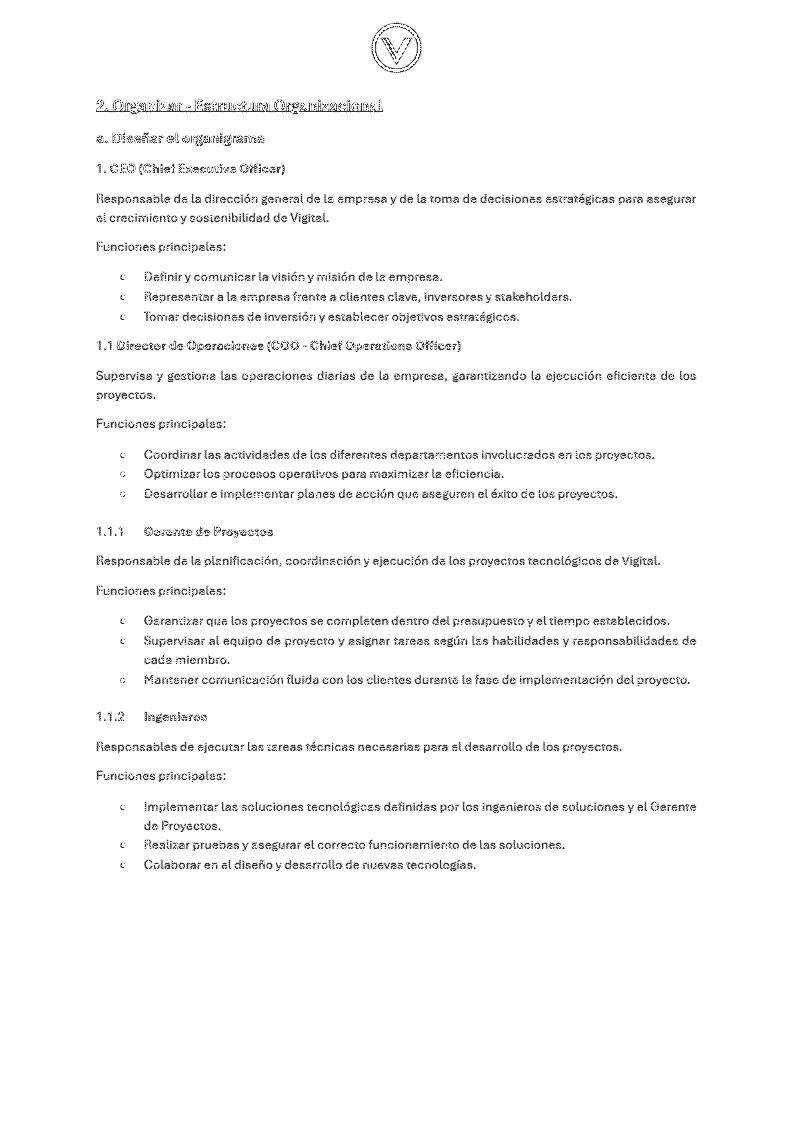 2. Organizar - Estructura Organizacional
a. Diseñar el organigrama
1. CEO (Chief Executive Officer)
Responsable de la dirección general de la empresa y de la toma de decisiones estratégicas para asegurar
el crecimiento y sostenibilidad de Vigital.
Funciones principales:
○ Definir y comunicar la visión y misión de la empresa.
○ Representar a la empresa frente a clientes clave, inversores y stakeholders.
○ Tomar decisiones de inversión y establecer objetivos estratégicos.
1.1 Director de Operaciones (COO - Chief Operations Officer)
Supervisa y gestiona las operaciones diarias de la empresa, garantizando la ejecución eficiente de los
proyectos.
Funciones principales:
○ Coordinar las actividades de los diferentes departamentos involucrados en los proyectos.
○ Optimizar los procesos operativos para maximizar la eficiencia.
○ Desarrollar e implementar planes de acción que aseguren el éxito de los proyectos.
1.1.1 Gerente de Proyectos
Responsable de la planificación, coordinación y ejecución de los proyectos tecnológicos de Vigital.
Funciones principales:
○ Garantizar que los proyectos se completen dentro del presupuesto y el tiempo establecidos.
○ Supervisar al equipo de proyecto y asignar tareas según las habilidades y responsabilidades de
cada miembro.
○ Mantener comunicación fluida con los clientes durante la fase de implementación del proyecto.
1.1.2 Ingenieros
Responsables de ejecutar las tareas técnicas necesarias para el desarrollo de los proyectos.
Funciones principales:
○ Implementar las soluciones tecnológicas definidas por los ingenieros de soluciones y el Gerente
de Proyectos.
○ Realizar pruebas y asegurar el correcto funcionamiento de las soluciones.
○ Colaborar en el diseño y desarrollo de nuevas tecnologías.